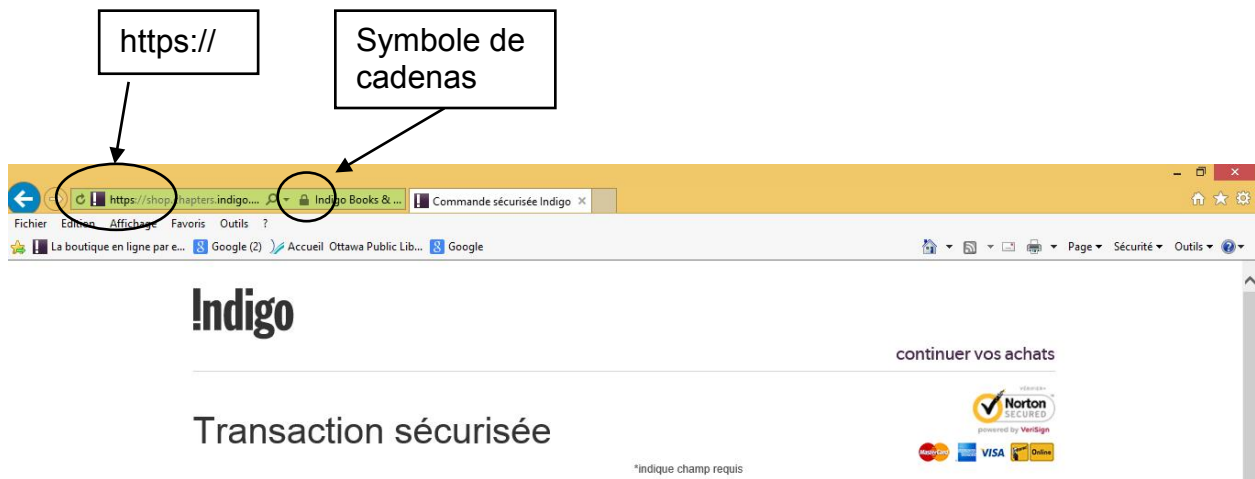 https://
Symbole de
cadenas
https://shop.chapters.indigo.... Indigo Books & ... Commande sécurisée Indigo
Fichier Edition Affichage Favoris Outils ?
La boutique en ligne par e... Google (2) Accueil Ottawa Public Lib... Google Page Sécurité Outils
Indigo
continuer vos achats
Transaction sécurisée
Norton
SECURED
powered by VeriSign
MasterCard VISA Online
*indique champ requis